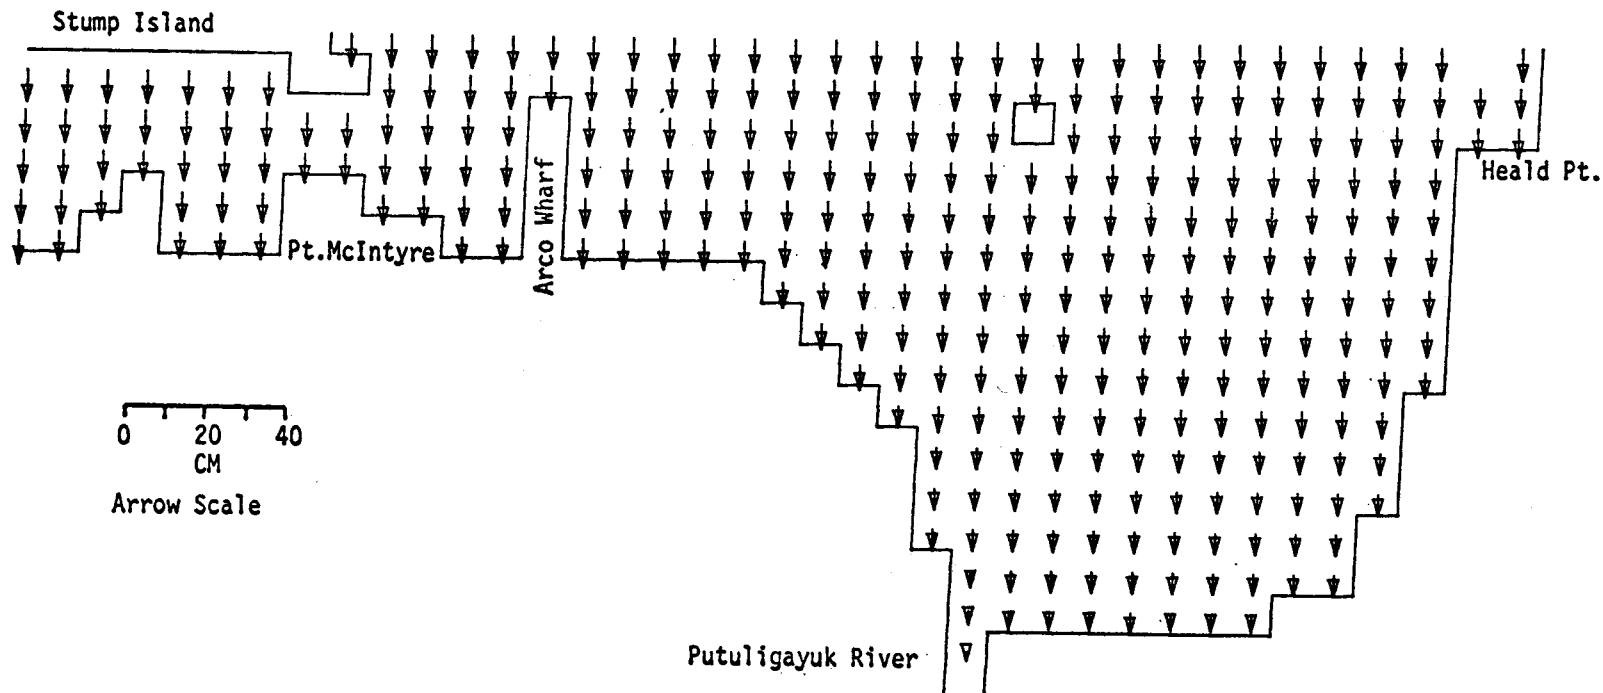 Stump Island
Heald Pt.
Arco Wharf
Pt.McIntyre
0 20 40
CM
Arrow Scale
Putuligayuk River